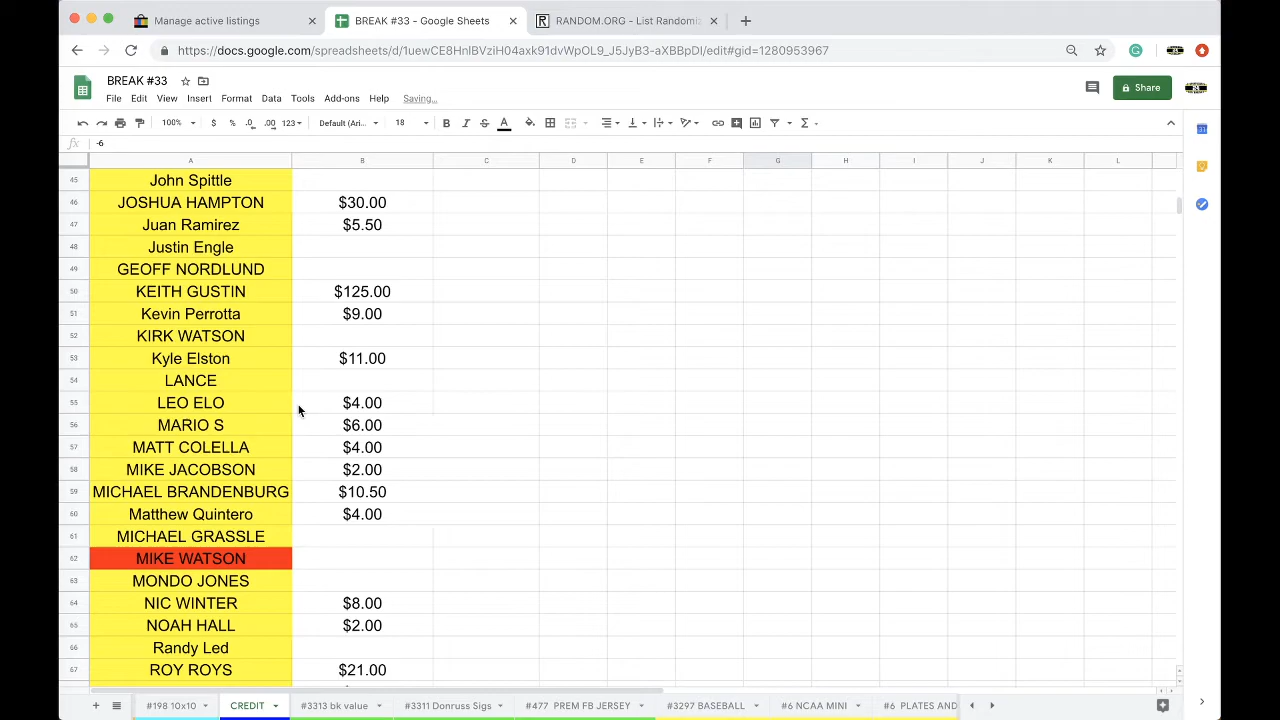 Manage active listings
BREAK #33 - Google Sheets
RANDOM.ORG - List Randomi
https://docs.google.com/spreadsheets/d/1uewCE8HnIBVziH04axk91dvWpOL9_J5JyB3-aXBBpDI/edit#gid=1280953967
BREAK #33
File Edit View Insert Format Data Tools Add-ons Help Saving...
Share
100% $ % .0 .00 123 Default (Ari... 18 B I S A
fx -6
A B C D E F G H I J K L
45 John Spittle
46 JOSHUA HAMPTON $30.00
47 Juan Ramirez $5.50
48 Justin Engle
49 GEOFF NORDLUND
50 KEITH GUSTIN $125.00
51 Kevin Perrotta $9.00
52 KIRK WATSON
53 Kyle Elston $11.00
54 LANCE
55 LEO ELO $4.00
56 MARIO S $6.00
57 MATT COLELLA $4.00
58 MIKE JACOBSON $2.00
59 MICHAEL BRANDENBURG $10.50
60 Matthew Quintero $4.00
61 MICHAEL GRASSLE
62 MIKE WATSON
63 MONDO JONES
64 NIC WINTER $8.00
65 NOAH HALL $2.00
66 Randy Led
67 ROY ROYS $21.00
#198 10x10 CREDIT #3313 bk value #3311 Donruss Sigs #477 PREM FB JERSEY #3297 BASEBALL #6 NCAA MINI #6 PLATES AND